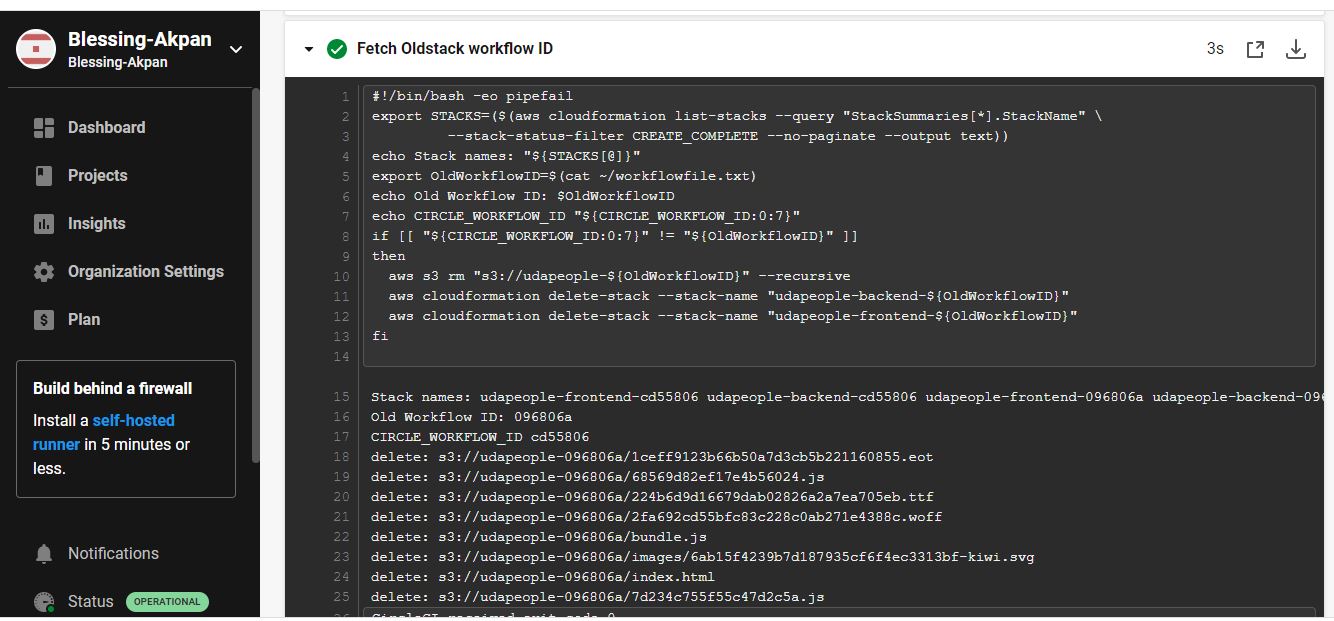 Blessing-Akpan
Blessing-Akpan
Dashboard
Projects
Insights
Organization Settings
Plan
Build behind a firewall
Install a self-hosted
runner in 5 minutes or
less.
Notifications
Status OPERATIONAL
Fetch Oldstack workflow ID 3s
1 #!/bin/bash -eo pipefail
2 export STACKS=($(aws cloudformation list-stacks --query "StackSummaries[*].StackName" \
3 --stack-status-filter CREATE_COMPLETE --no-paginate --output text))
4 echo Stack names: "${STACKS[@]}"
5 export OldWorkflowID=$(cat ~/workflowfile.txt)
6 echo Old Workflow ID: $OldWorkflowID
7 echo CIRCLE_WORKFLOW_ID "${CIRCLE_WORKFLOW_ID:0:7}"
8 if [[ "${CIRCLE_WORKFLOW_ID:0:7}" != "${OldWorkflowID}" ]]
9 then
10 aws s3 rm "s3://udapeople-${OldWorkflowID}" --recursive
11 aws cloudformation delete-stack --stack-name "udapeople-backend-${OldWorkflowID}"
12 aws cloudformation delete-stack --stack-name "udapeople-frontend-${OldWorkflowID}"
13 fi
14
15 Stack names: udapeople-frontend-cd55806 udapeople-backend-cd55806 udapeople-frontend-096806a udapeople-backend-096
16 Old Workflow ID: 096806a
17 CIRCLE_WORKFLOW_ID cd55806
18 delete: s3://udapeople-096806a/1ceff9123b66b50a7d3cb5b221160855.eot
19 delete: s3://udapeople-096806a/68569d82ef17e4b56024.js
20 delete: s3://udapeople-096806a/224b6d9d16679dab02826a2a7ea705eb.ttf
21 delete: s3://udapeople-096806a/2fa692cd55bfc83c228c0ab271e4388c.woff
22 delete: s3://udapeople-096806a/bundle.js
23 delete: s3://udapeople-096806a/images/6ab15f4239b7d187935cf6f4ec3313bf-kiwi.svg
24 delete: s3://udapeople-096806a/index.html
25 delete: s3://udapeople-096806a/7d234c755f55c47d2c5a.js